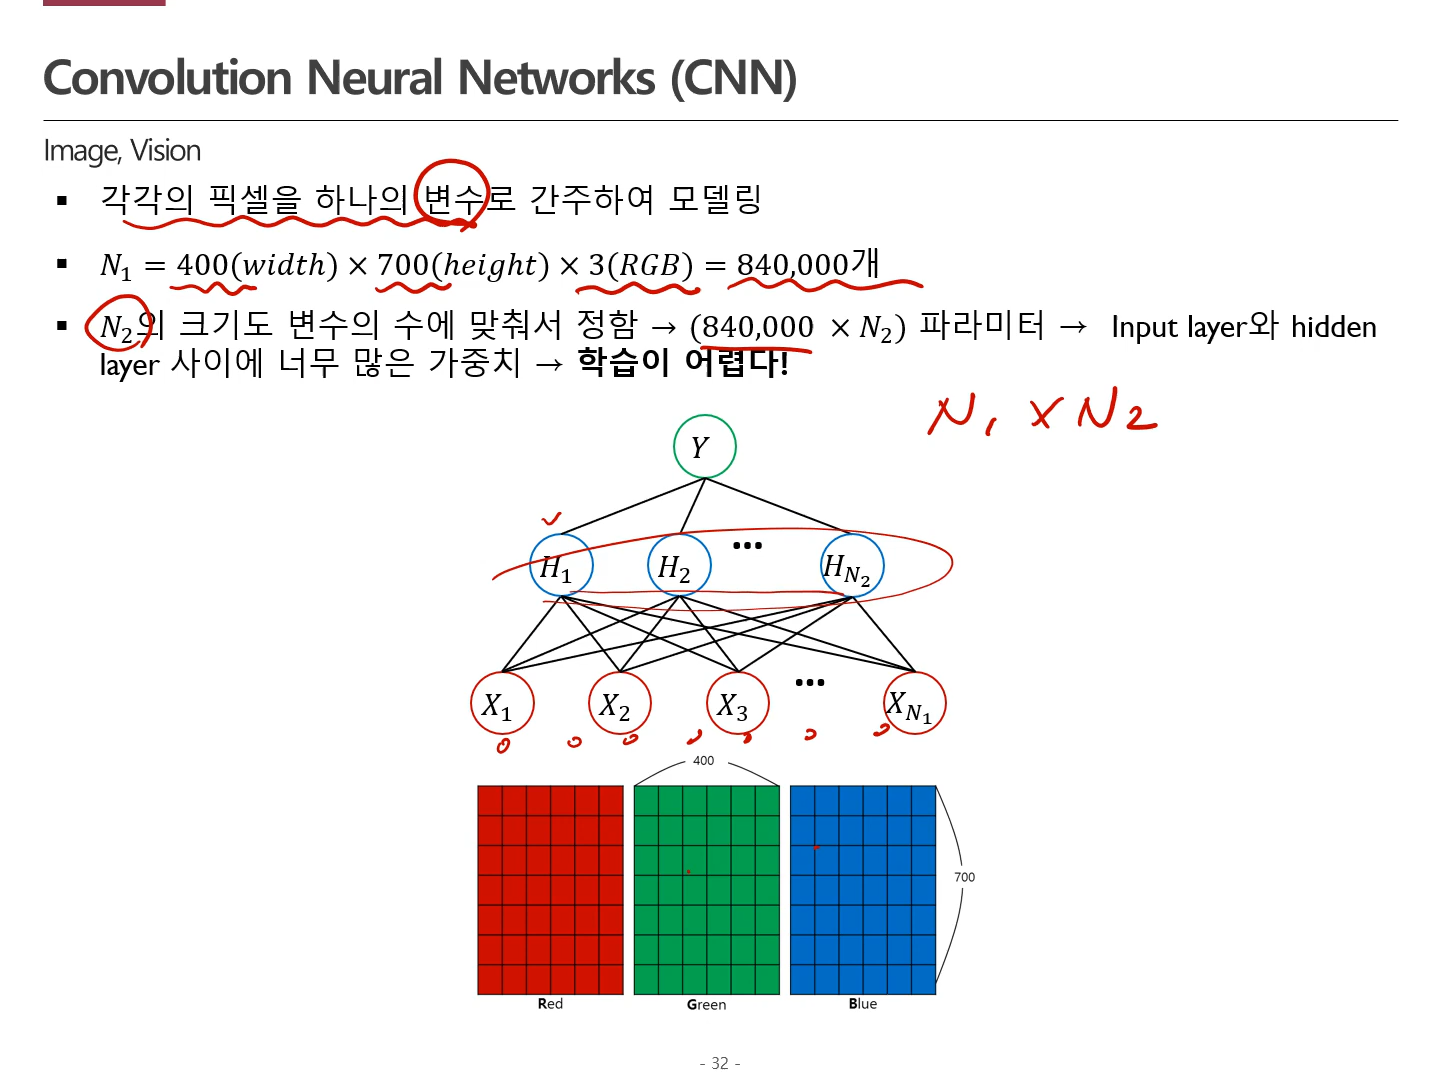 Convolution Neural Networks (CNN)
Image, Vision
▪ 각각의 픽셀을 하나의 변수로 간주하여 모델링
▪ N₁ = 400(width) × 700(height) × 3(RGB) = 840,000개
▪ N₂의 크기도 변수의 수에 맞춰서 정함 → (840,000 × N₂) 파라미터 → Input layer와 hidden
layer 사이에 너무 많은 가중치 → 학습이 어렵다!
N₁ × N₂
Y
H₁ H₂ ••• H_N₂
X₁ X₂ X₃ ••• X_N₁
400
700
Red Green Blue
- 32 -